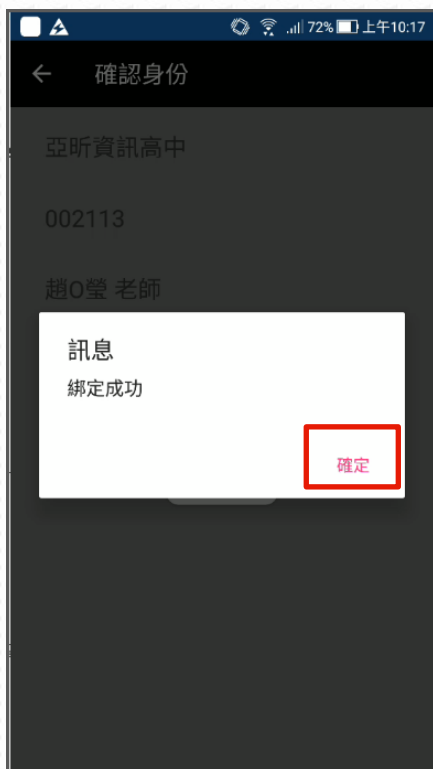 72% 上午10:17
確認身份
亞昕資訊高中
002113
趙O瑩 老師
訊息
綁定成功
確定